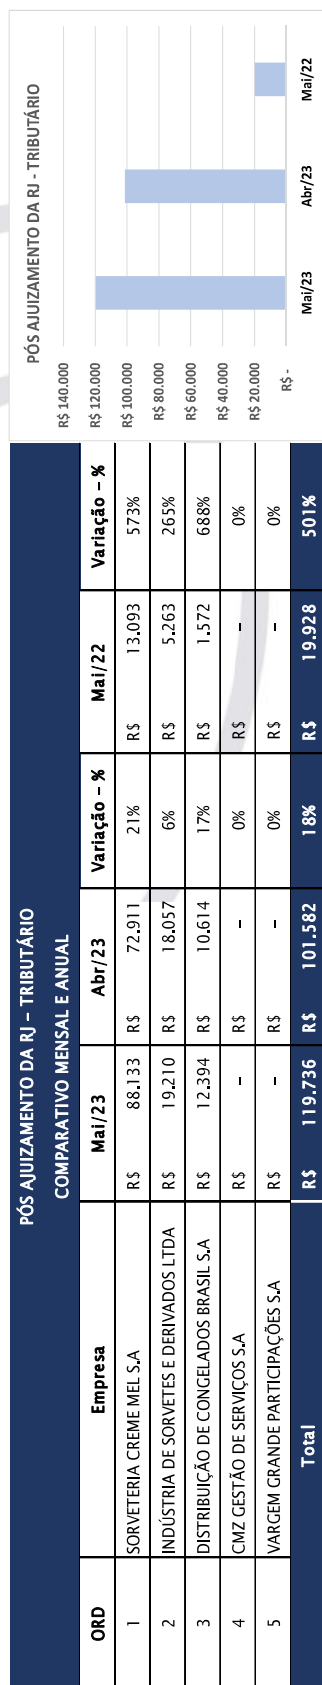 PÓS AJUIZAMENTO DA RJ – TRIBUTÁRIO
COMPARATIVO MENSAL E ANUAL
ORD Empresa Mai/23 Abr/23 Variação – % Mai/22 Variação – %
1 SORVETERIA CREME MEL S.A R$ 88.133 R$ 72.911 21% R$ 13.093 573%
2 INDÚSTRIA DE SORVETES E DERIVADOS LTDA R$ 19.210 R$ 18.057 6% R$ 5.263 265%
3 DISTRIBUIÇÃO DE CONGELADOS BRASIL S.A R$ 12.394 R$ 10.614 17% R$ 1.572 688%
4 CMZ GESTÃO DE SERVIÇOS S.A R$ – R$ – 0% R$ – 0%
5 VARGEM GRANDE PARTICIPAÇÕES S.A R$ – R$ – 0% R$ – 0%
Total R$ 119.736 R$ 101.582 18% R$ 19.928 501%
PÓS AJUIZAMENTO DA RJ - TRIBUTÁRIO
R$ 140.000
R$ 120.000
R$ 100.000
R$ 80.000
R$ 60.000
R$ 40.000
R$ 20.000
R$ -
Mai/23 Abr/23 Mai/22